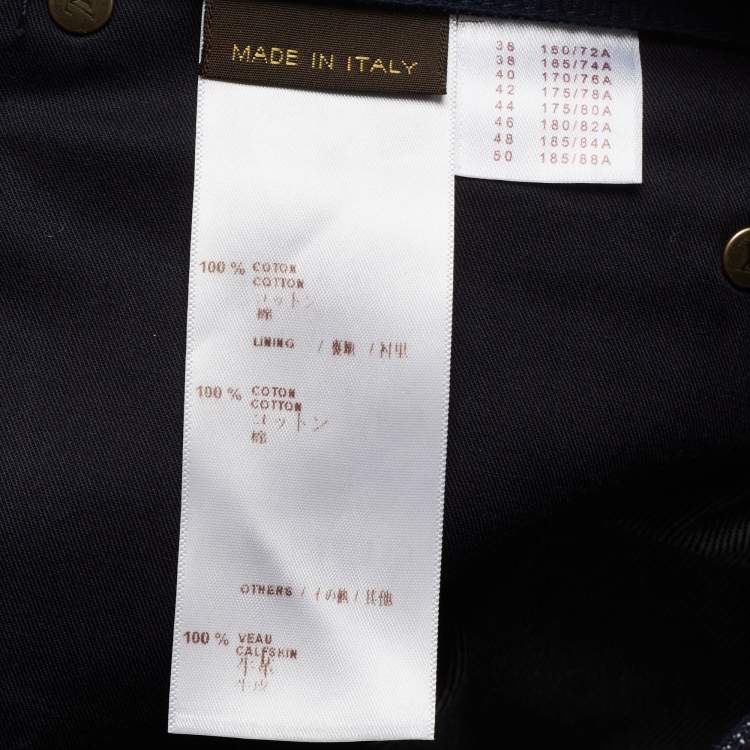 MADE IN ITALY
36 160/72A
38 165/74A
40 170/76A
42 175/78A
44 175/80A
46 180/82A
48 185/84A
50 185/88A
100 % COTON
COTTON
コットン
棉
LINING / 裏地 / 衬里
100 % COTON
COTTON
コットン
棉
OTHERS / その他 / 其他
100 % VEAU
CALFSKIN
牛革
牛皮